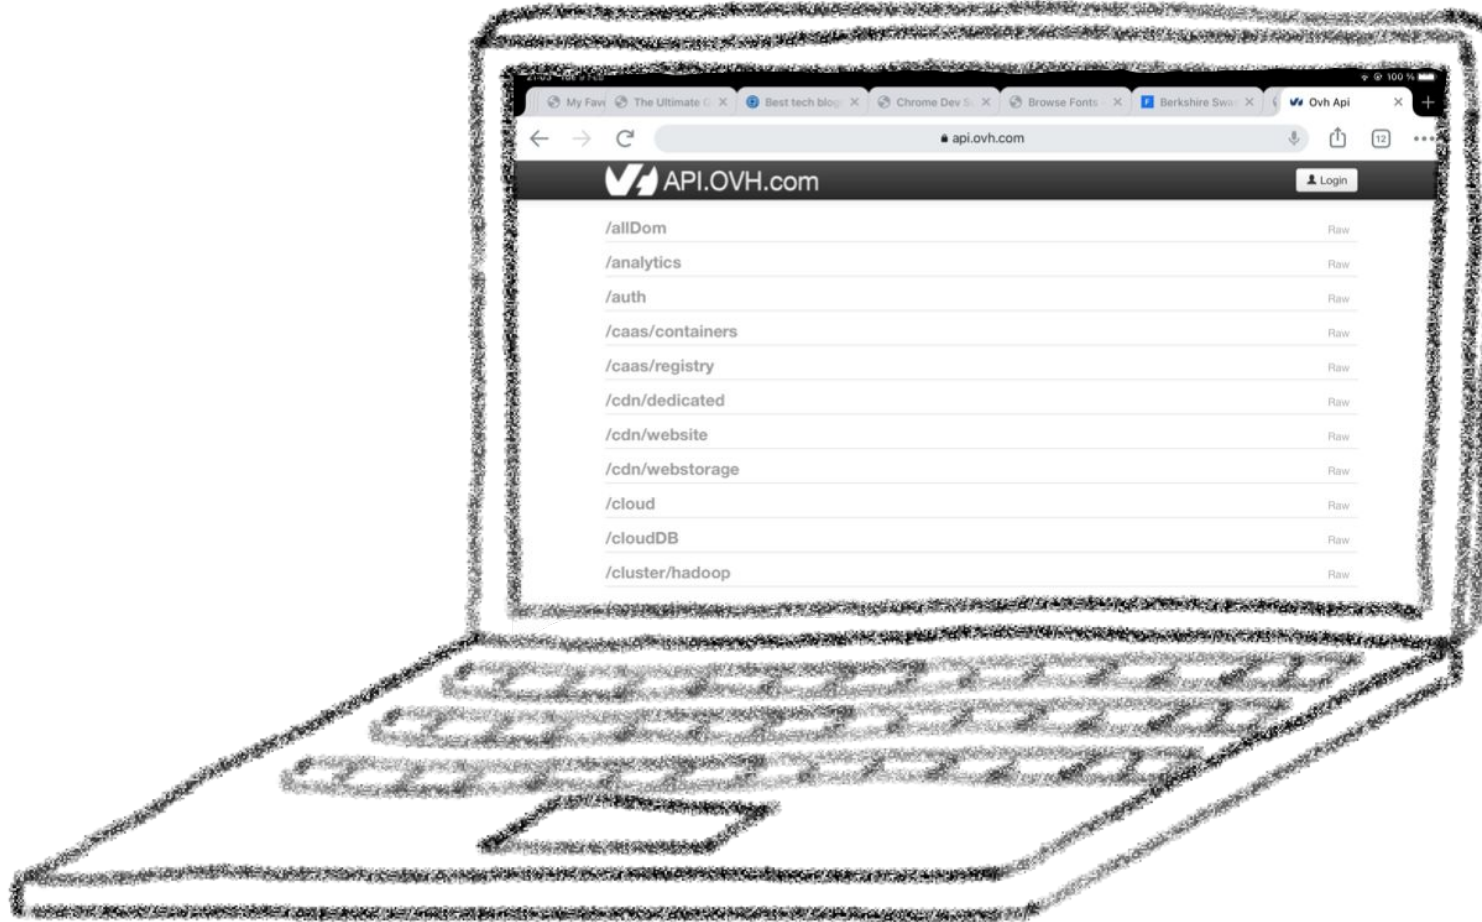 100 %
My Fav The Ultimate Best tech blog Chrome Dev S Browse Fonts Berkshire Swa Ovh Api
api.ovh.com 12
API.OVH.com Login
/allDom Raw
/analytics Raw
/auth Raw
/caas/containers Raw
/caas/registry Raw
/cdn/dedicated Raw
/cdn/website Raw
/cdn/webstorage Raw
/cloud Raw
/cloudDB Raw
/cluster/hadoop Raw